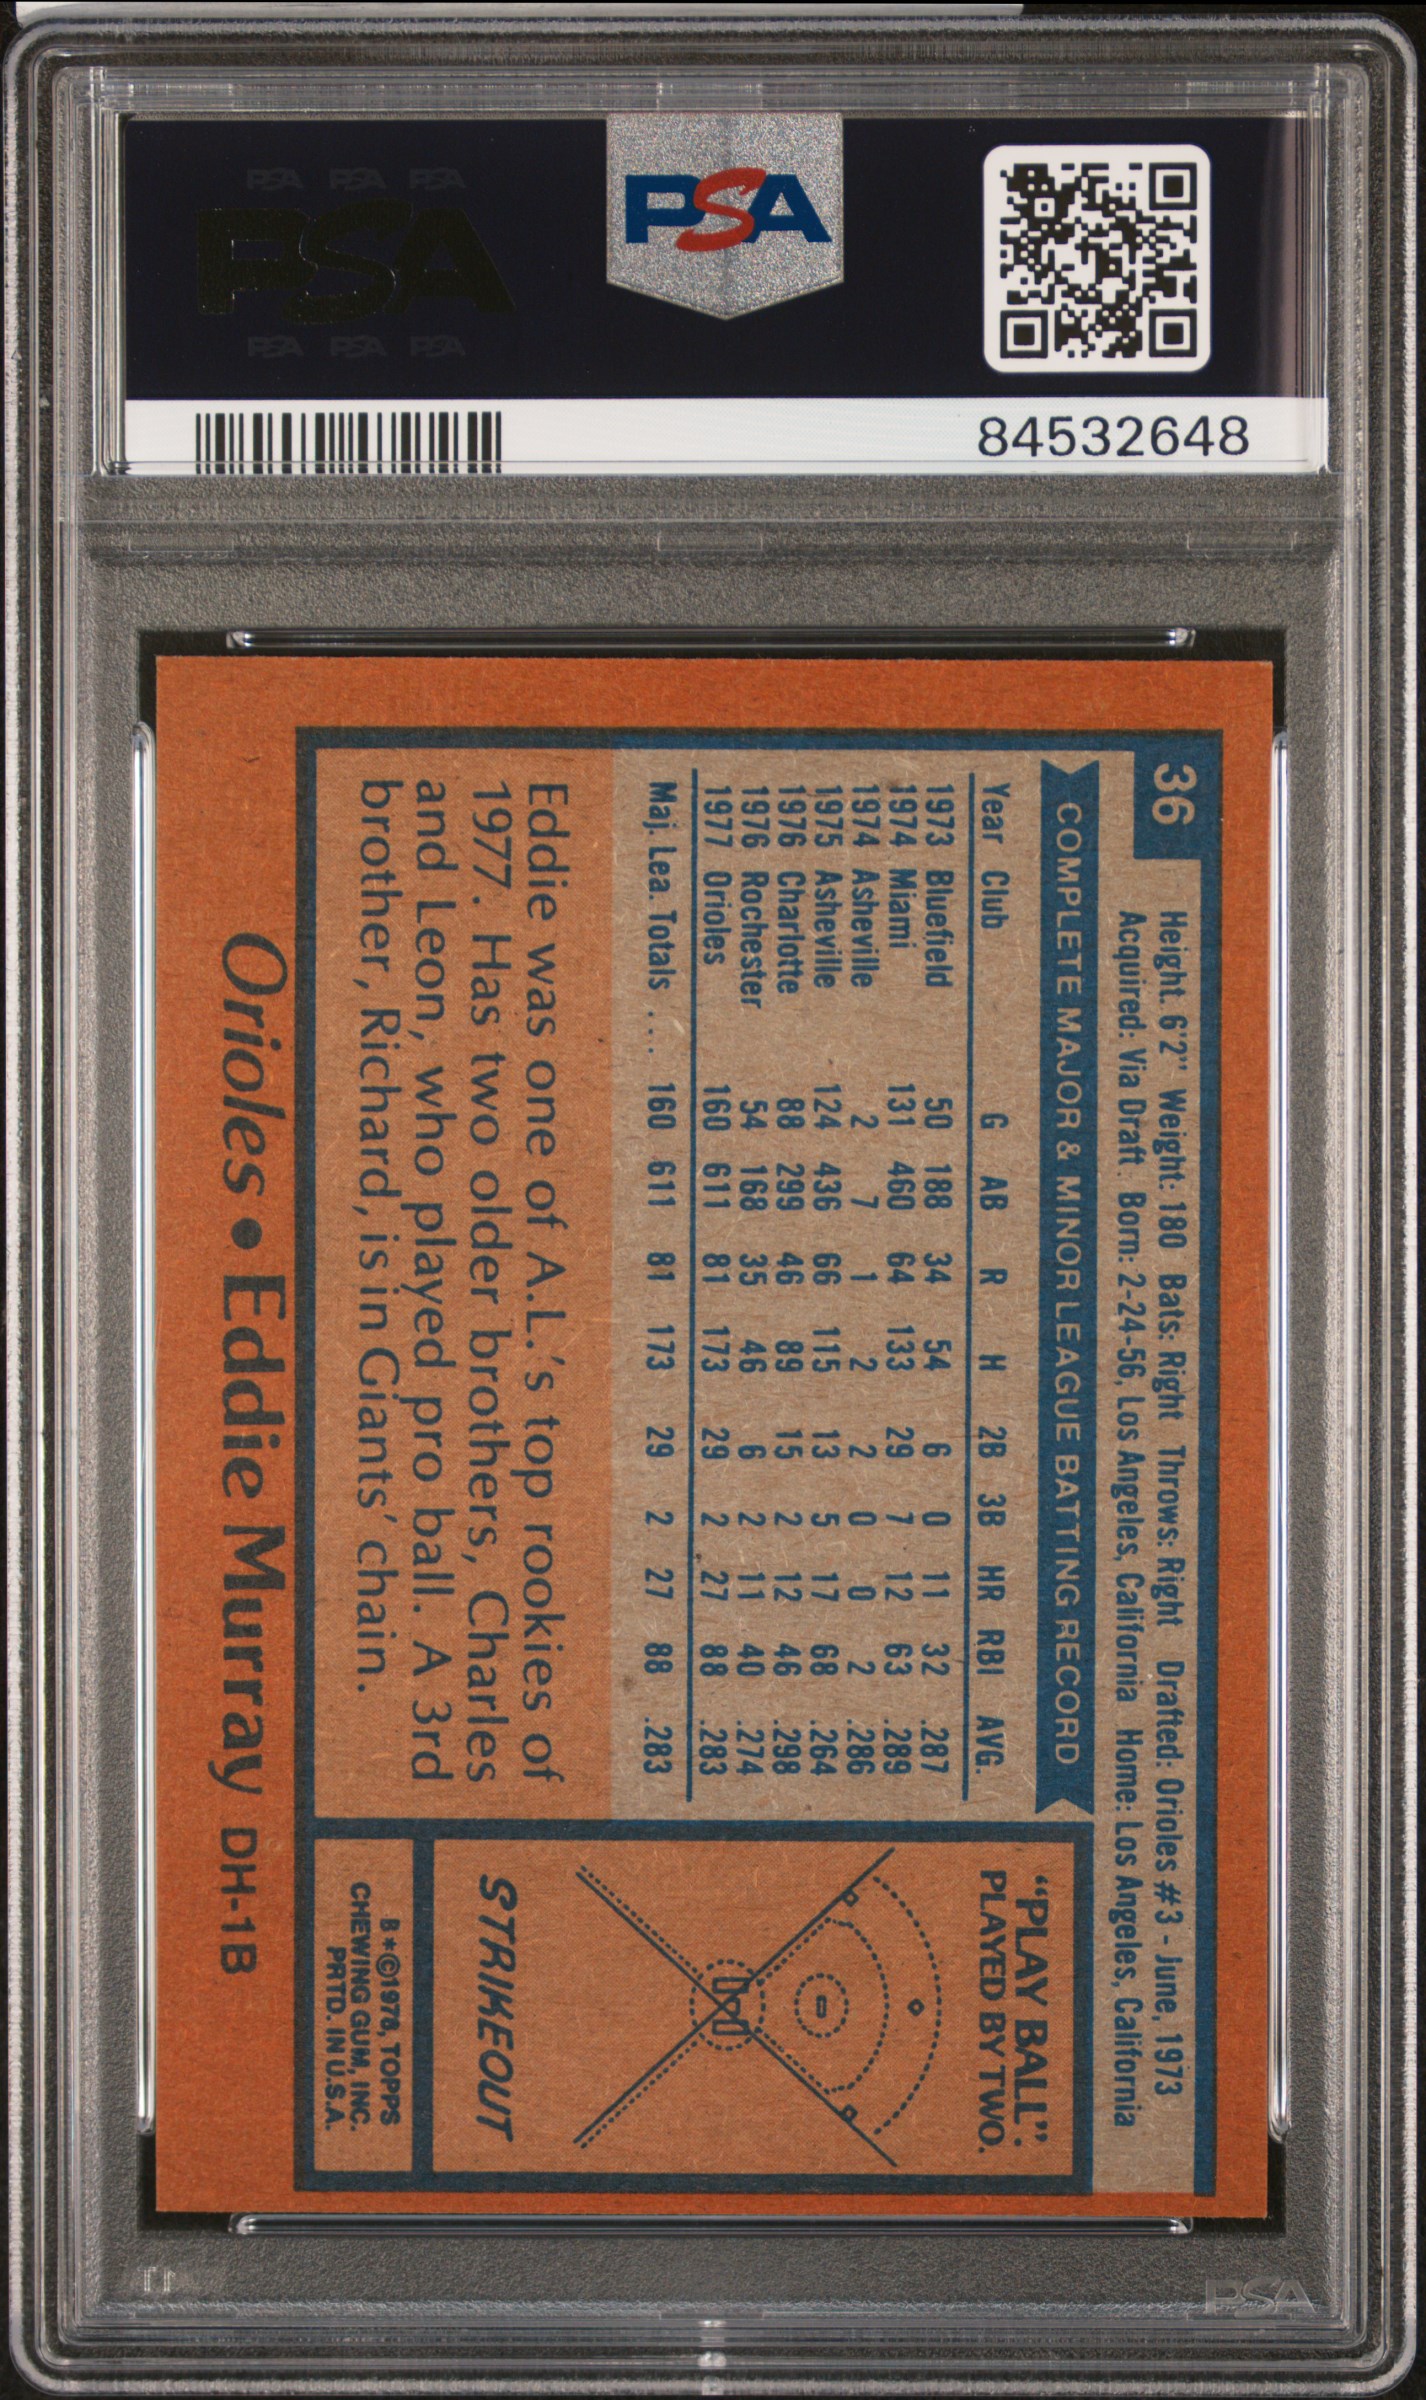 PSA PSA PSA
PSA
PSA PSA PSA
PSA
84532648
36
Height. 6'2" Weight: 180 Bats: Right Throws: Right Drafted: Orioles #3 - June, 1973
Acquired: Via Draft. Born: 2-24-56, Los Angeles, California Home: Los Angeles, California
COMPLETE MAJOR & MINOR LEAGUE BATTING RECORD
Year Club G AB R H 2B 3B HR RBI AVG.
1973 Bluefield 50 188 34 54 6 0 11 32 .287
1974 Miami 131 460 64 133 29 7 12 63 .289
1974 Asheville 2 7 1 2 2 0 0 2 .286
1975 Asheville 124 436 66 115 13 5 17 68 .264
1976 Charlotte 88 299 46 89 15 2 12 46 .298
1976 Rochester 54 168 35 46 6 2 11 40 .274
1977 Orioles 160 611 81 173 29 2 27 88 .283
Maj. Lea. Totals .... 160 611 81 173 29 2 27 88 .283
Eddie was one of A.L.'s top rookies of
1977. Has two older brothers, Charles
and Leon, who played pro ball. A 3rd
brother, Richard, is in Giants' chain.
"PLAY BALL":
PLAYED BY TWO.
STRIKEOUT
B*©1978, TOPPS
CHEWING GUM, INC.
PRTD. IN U.S.A.
Orioles • Eddie Murray DH-1B
PSA